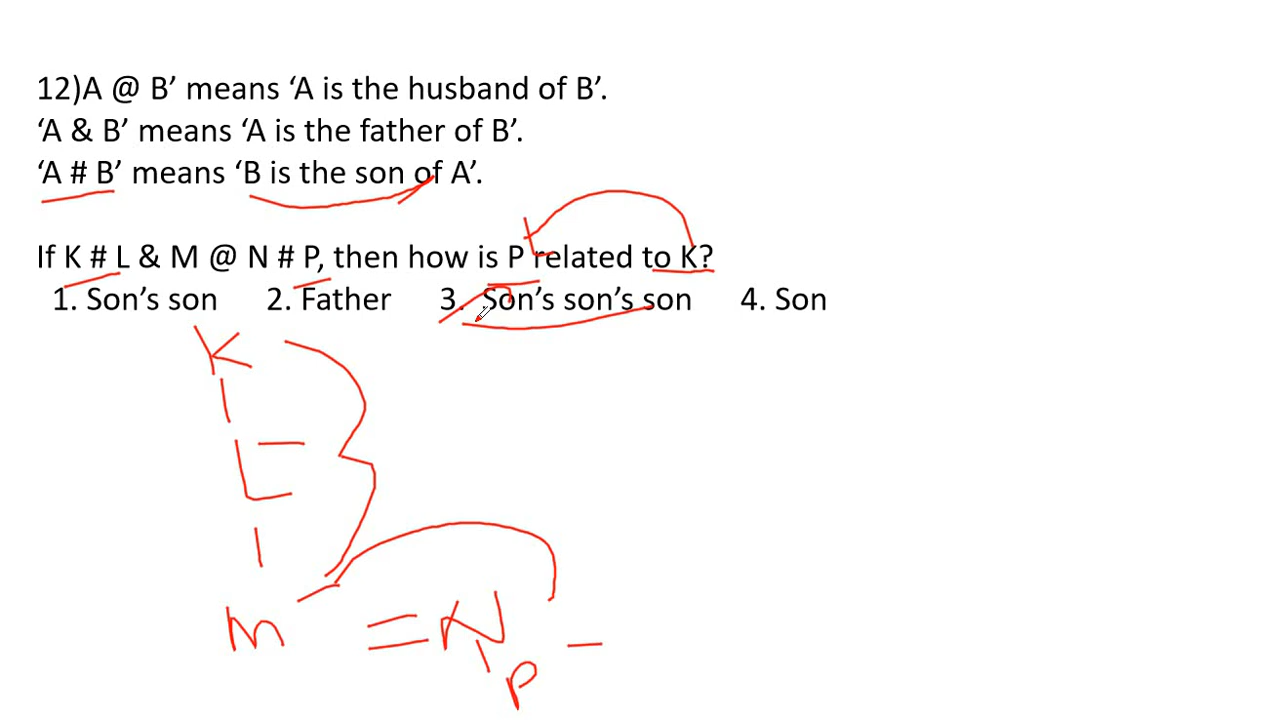 12)A @ B’ means ‘A is the husband of B’.
‘A & B’ means ‘A is the father of B’.
‘A # B’ means ‘B is the son of A’.
If K # L & M @ N # P, then how is P related to K?
1. Son’s son 2. Father 3. Son’s son’s son 4. Son
K
L
M = N
P